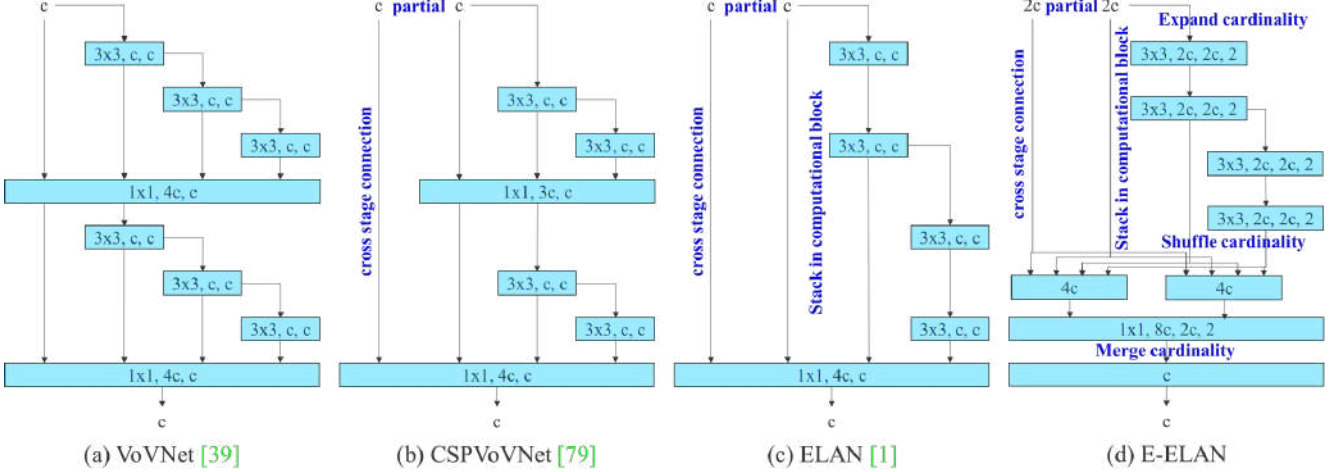 c
3x3, c, c
3x3, c, c
3x3, c, c
1x1, 4c, c
3x3, c, c
3x3, c, c
3x3, c, c
1x1, 4c, c
c
(a) VoVNet [39]
c partial c
cross stage connection
3x3, c, c
3x3, c, c
1x1, 3c, c
3x3, c, c
3x3, c, c
1x1, 4c, c
c
(b) CSPVoVNet [79]
c partial c
cross stage connection
Stack in computational block
3x3, c, c
3x3, c, c
3x3, c, c
3x3, c, c
1x1, 4c, c
c
(c) ELAN [1]
2c partial 2c
Expand cardinality
cross stage connection
Stack in computational block
3x3, 2c, 2c, 2
3x3, 2c, 2c, 2
3x3, 2c, 2c, 2
3x3, 2c, 2c, 2
Shuffle cardinality
4c
4c
1x1, 8c, 2c, 2
Merge cardinality
c
c
(d) E-ELAN